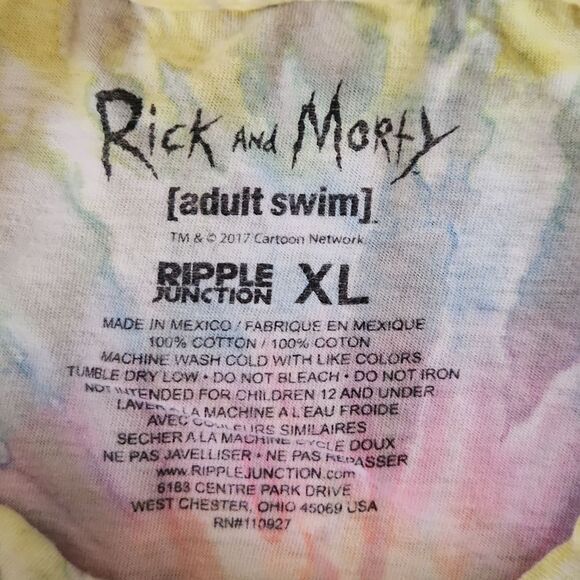 Rick And Morty
[adult swim]
TM & © 2017 Cartoon Network
RIPPLE JUNCTION XL
MADE IN MEXICO / FABRIQUE EN MEXIQUE
100% COTTON / 100% COTON
MACHINE WASH COLD WITH LIKE COLORS
TUMBLE DRY LOW • DO NOT BLEACH • DO NOT IRON
NOT INTENDED FOR CHILDREN 12 AND UNDER
LAVER A LA MACHINE A L'EAU FROIDE
AVEC COULEURS SIMILAIRES
SECHER A LA MACHINE CYCLE DOUX
NE PAS JAVELLISER • NE PAS REPASSER
www.RIPPLEJUNCTION.com
6183 CENTRE PARK DRIVE
WEST CHESTER, OHIO 45069 USA
RN#110927